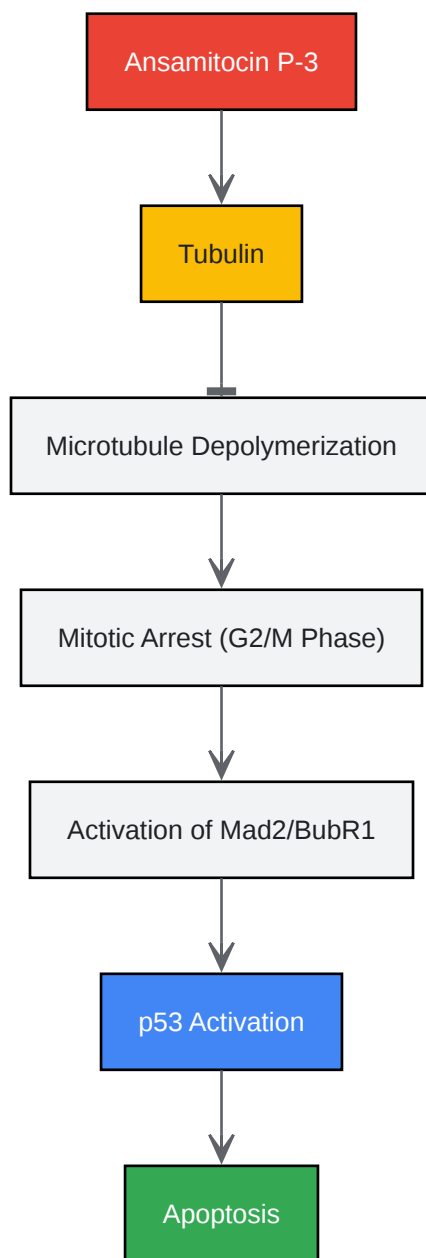 Ansamitocin P-3
Tubulin
Microtubule Depolymerization
Mitotic Arrest (G2/M Phase)
Activation of Mad2/BubR1
p53 Activation
Apoptosis